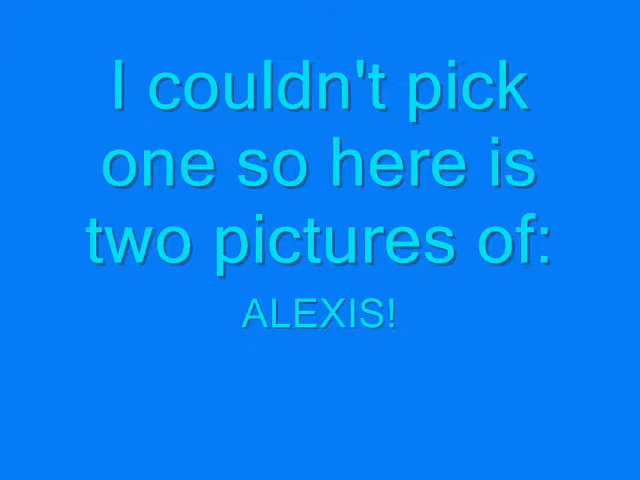 I couldn't pick
one so here is
two pictures of:
ALEXIS!